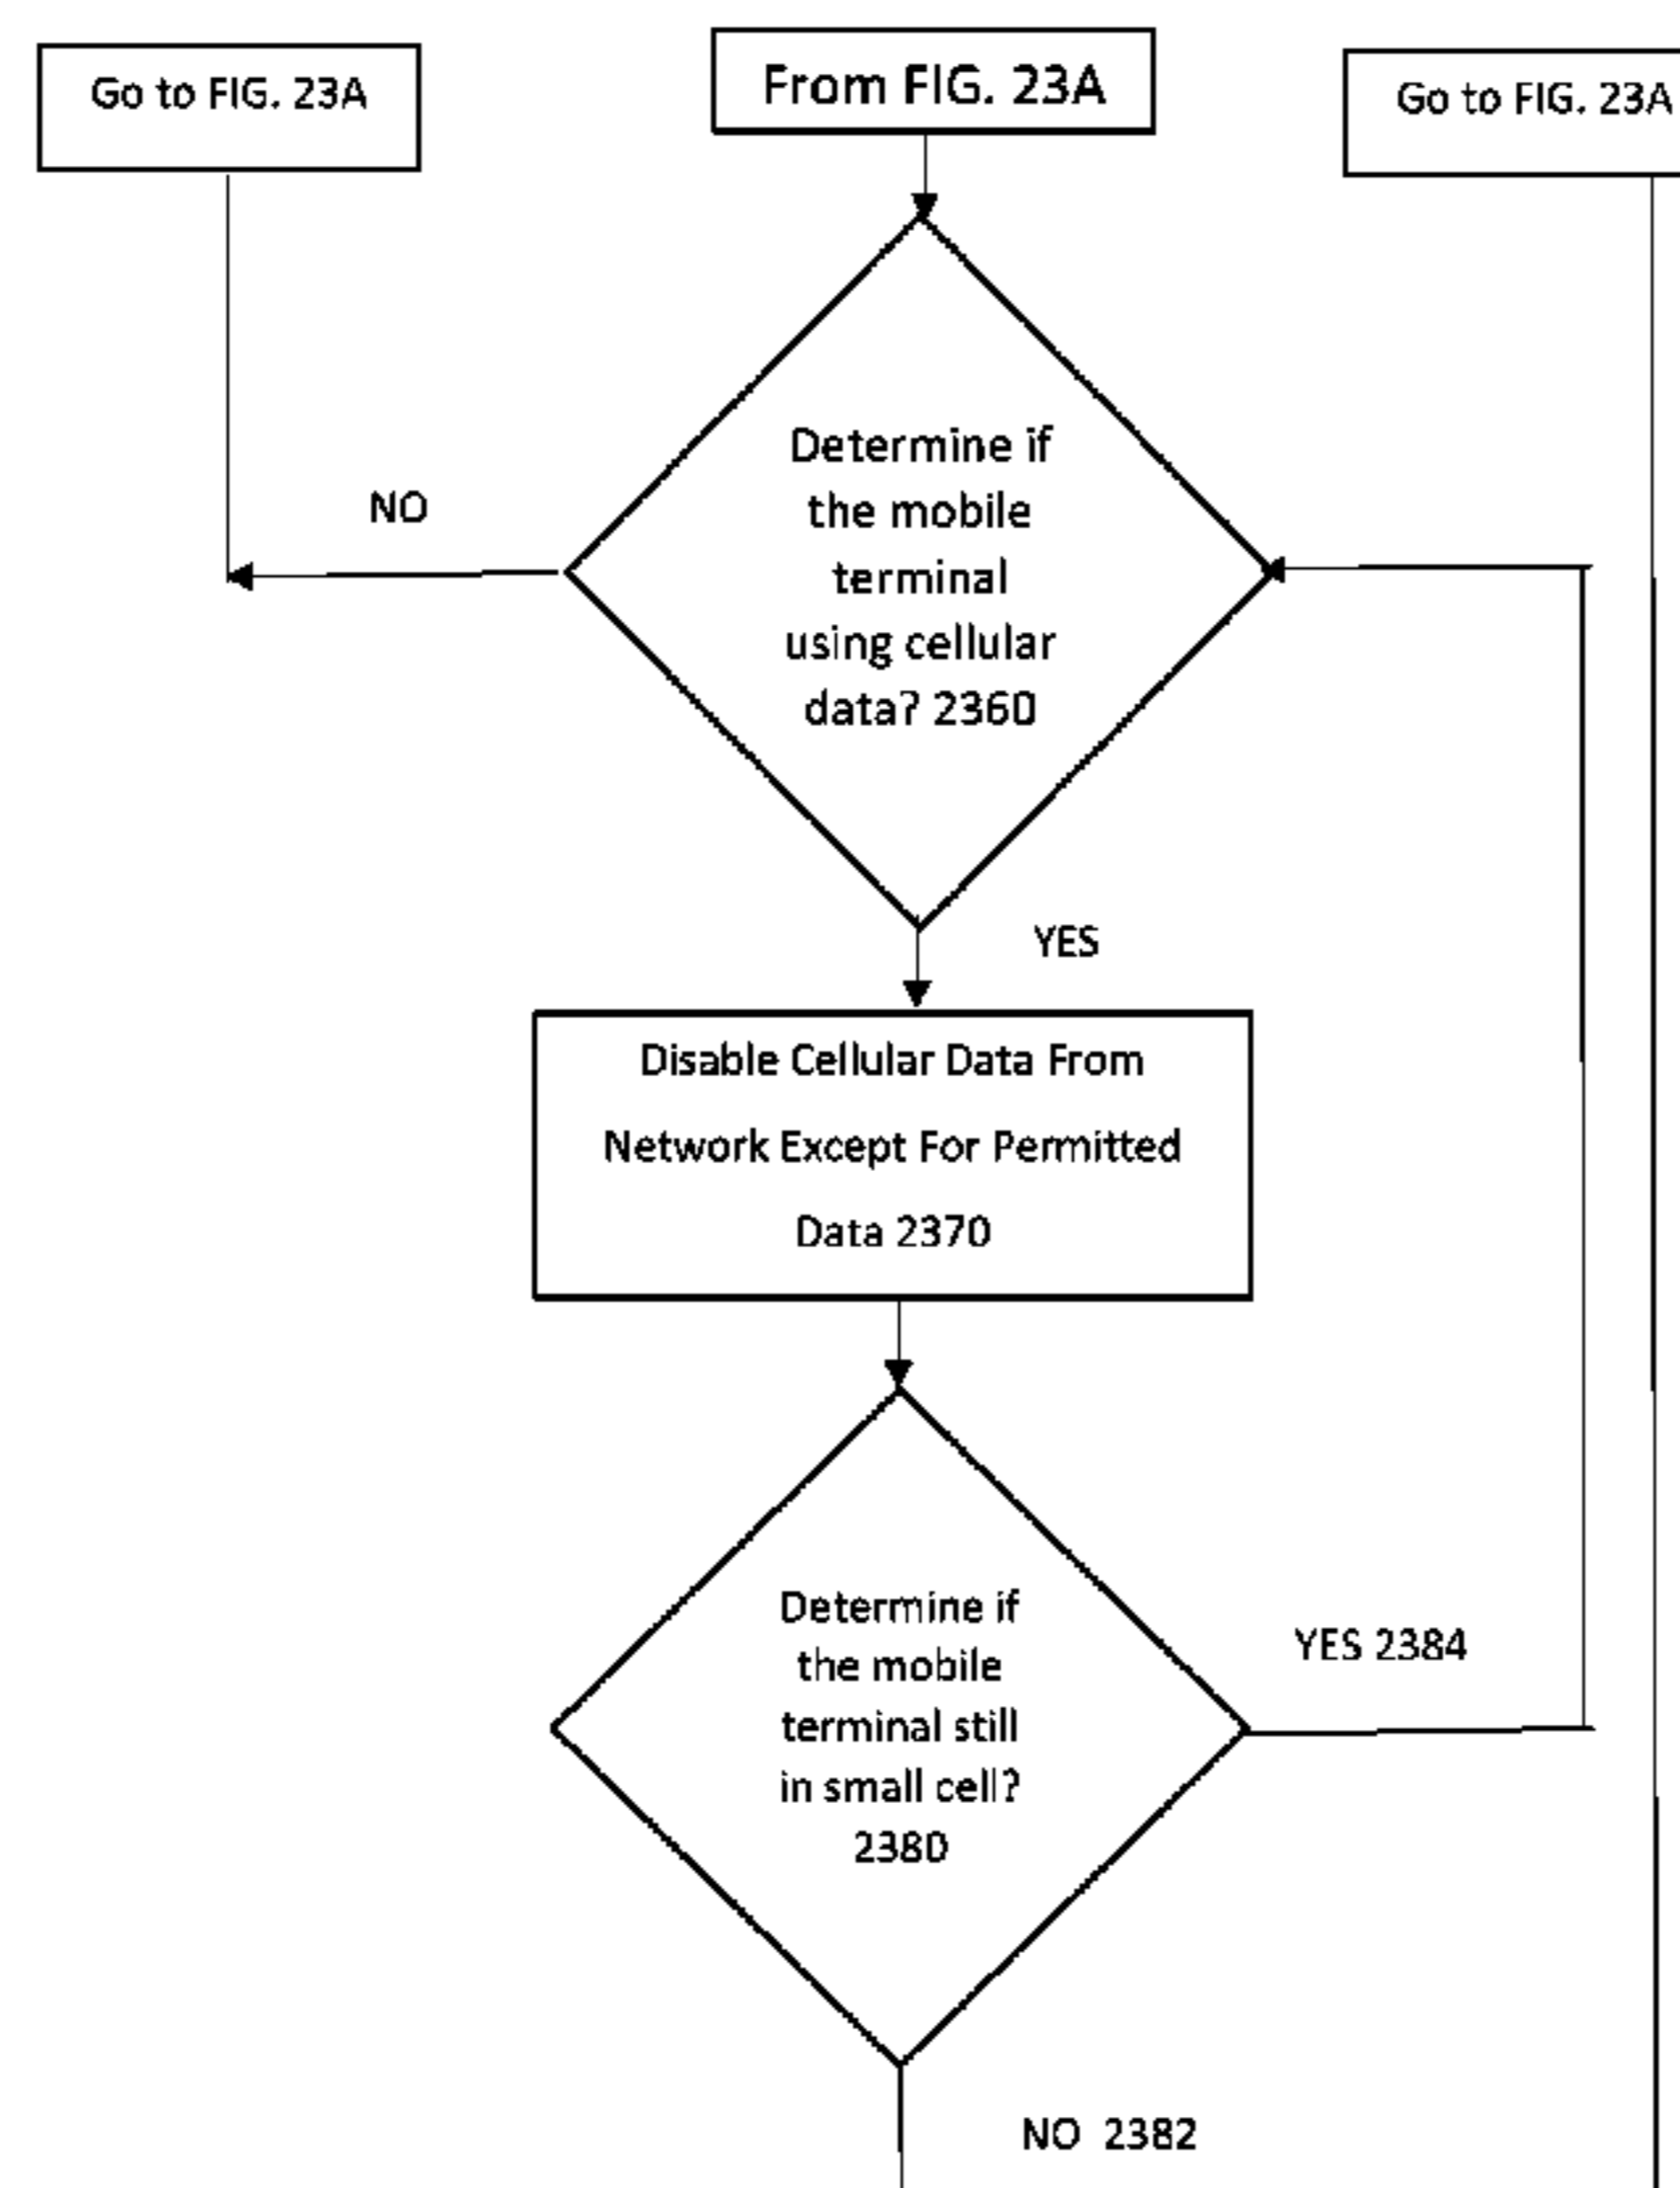 Go to FIG. 23A
From FIG. 23A
Go to FIG. 23A
Determine if
the mobile
terminal
using cellular
data? 2360
NO
YES
Disable Cellular Data From
Network Except For Permitted
Data 2370
Determine if
the mobile
terminal still
in small cell?
2380
YES 2384
NO 2382